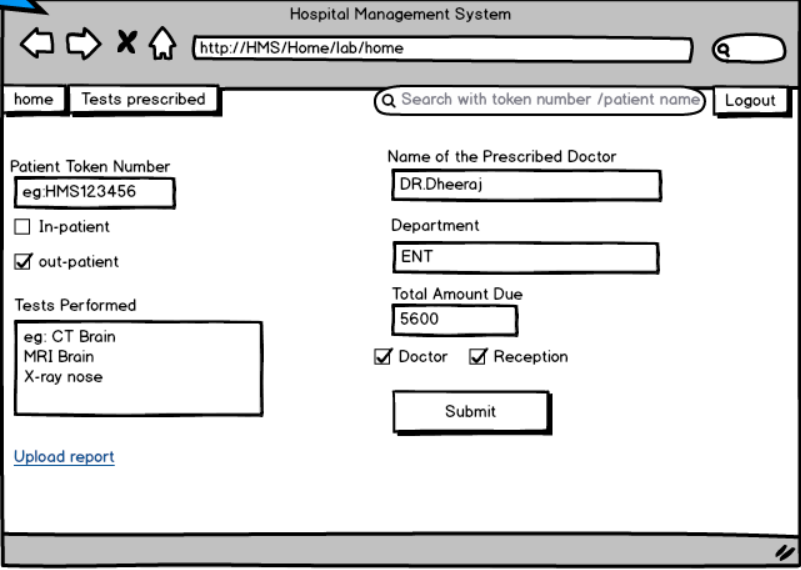 Hospital Management System
http://HMS/Home/lab/home
home
Tests prescribed
Search with token number /patient name
Logout
Patient Token Number
eg:HMS123456
In-patient
out-patient
Tests Performed
eg: CT Brain
MRI Brain
X-ray nose
Upload report
Name of the Prescribed Doctor
DR.Dheeraj
Department
ENT
Total Amount Due
5600
Doctor
Reception
Submit